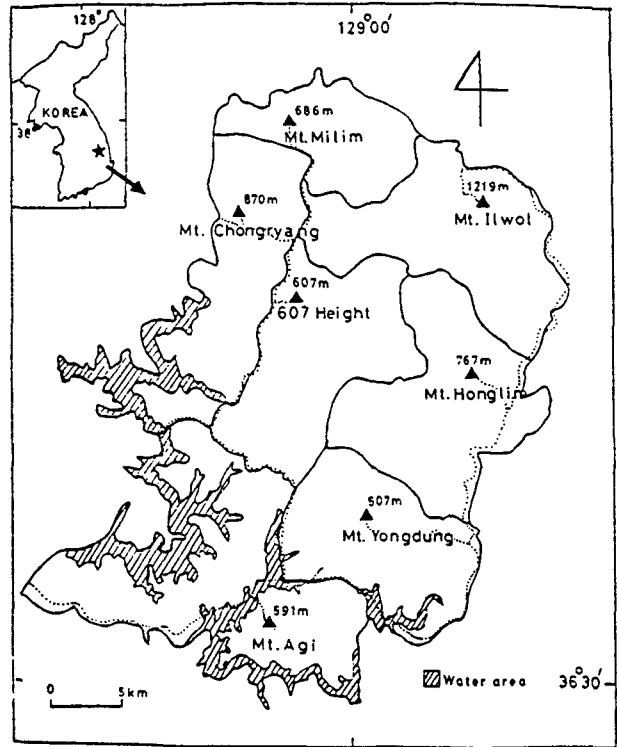 128°
129°00′
KOREA
38
686m
Mt. Milim
1219m
Mt. Ilwol
870m
Mt. Chongryang
607m
607 Height
767m
Mt. Honglim
507m
Mt. Yongdung
591m
Mt. Agi
Water area
0 5km
36°30′